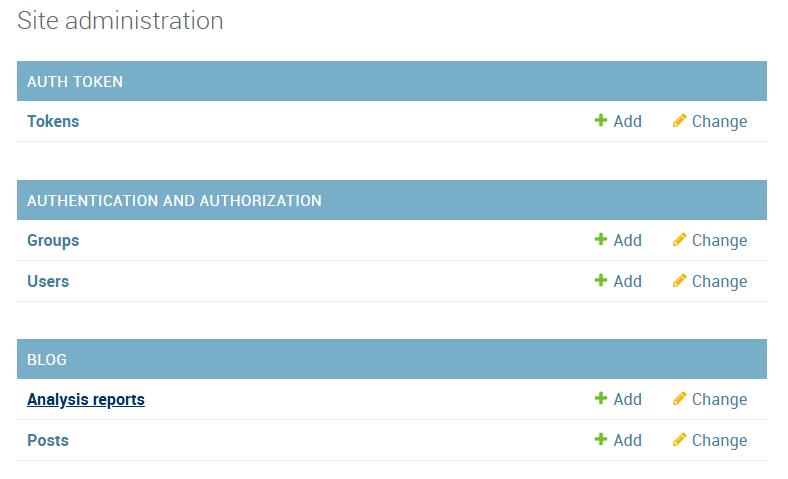 Site administration
AUTH TOKEN
Tokens Add Change
AUTHENTICATION AND AUTHORIZATION
Groups Add Change
Users Add Change
BLOG
Analysis reports Add Change
Posts Add Change